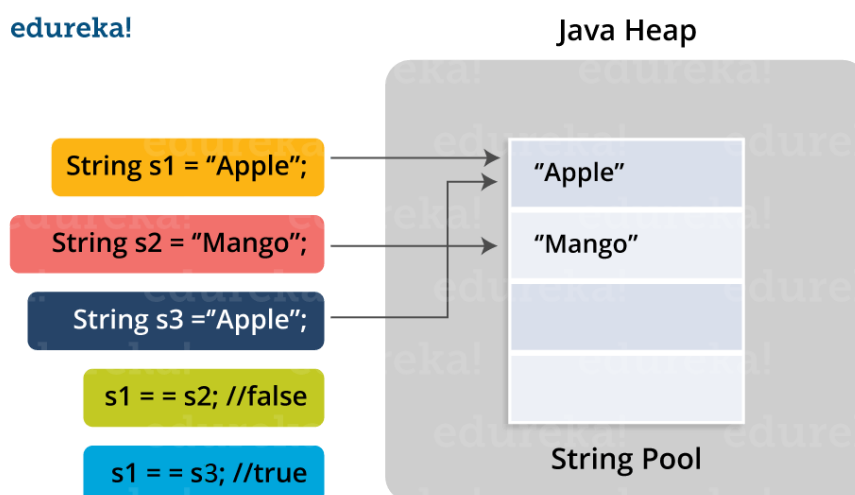 edureka!
Java Heap
String s1 = “Apple”;
String s2 = “Mango”;
String s3 =“Apple”;
s1 = = s2; //false
s1 = = s3; //true
“Apple”
“Mango”
String Pool